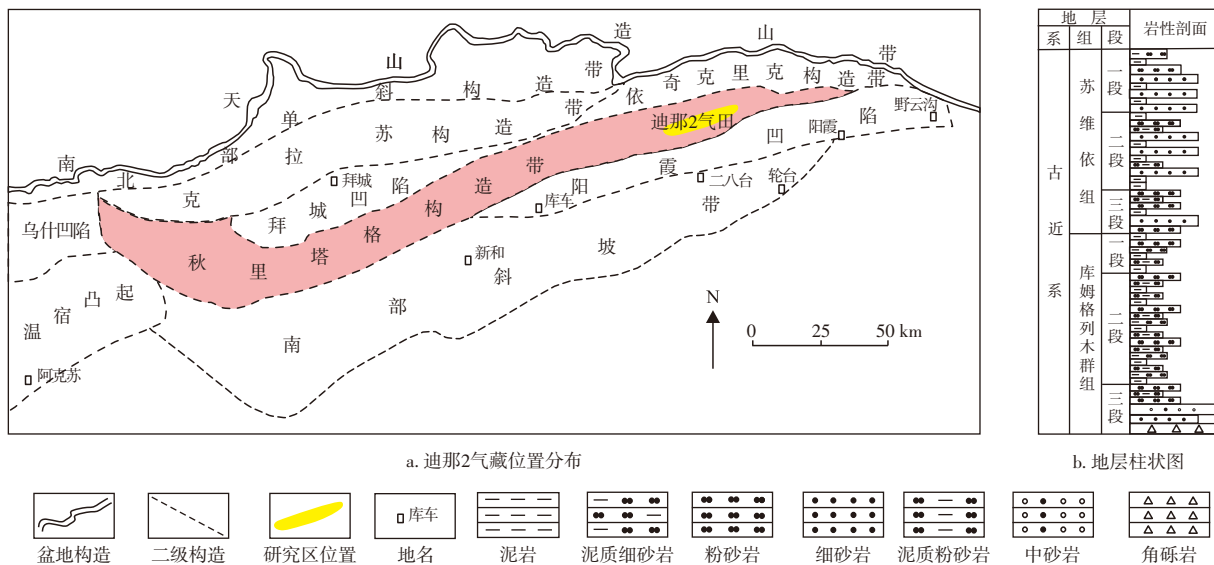 南天山山造山带
北部单斜构造带
克拉苏构造带
依奇克里克构造带
秋里塔格构造带
迪那2气田
拜城凹陷
阳霞凹陷
南部斜坡带
乌什凹陷
温宿凸起
拜城
库车
新和
二八台
轮台
阳霞
野云沟
阿克苏
N
0 25 50 km
a. 迪那2气藏位置分布
地层
岩性剖面
系 组 段
古近系
苏维依组
一段
二段
三段
库姆格列木群组
一段
二段
三段
b. 地层柱状图
库车
盆地构造 二级构造 研究区位置 地名 泥岩 泥质细砂岩 粉砂岩 细砂岩 泥质粉砂岩 中砂岩 角砾岩